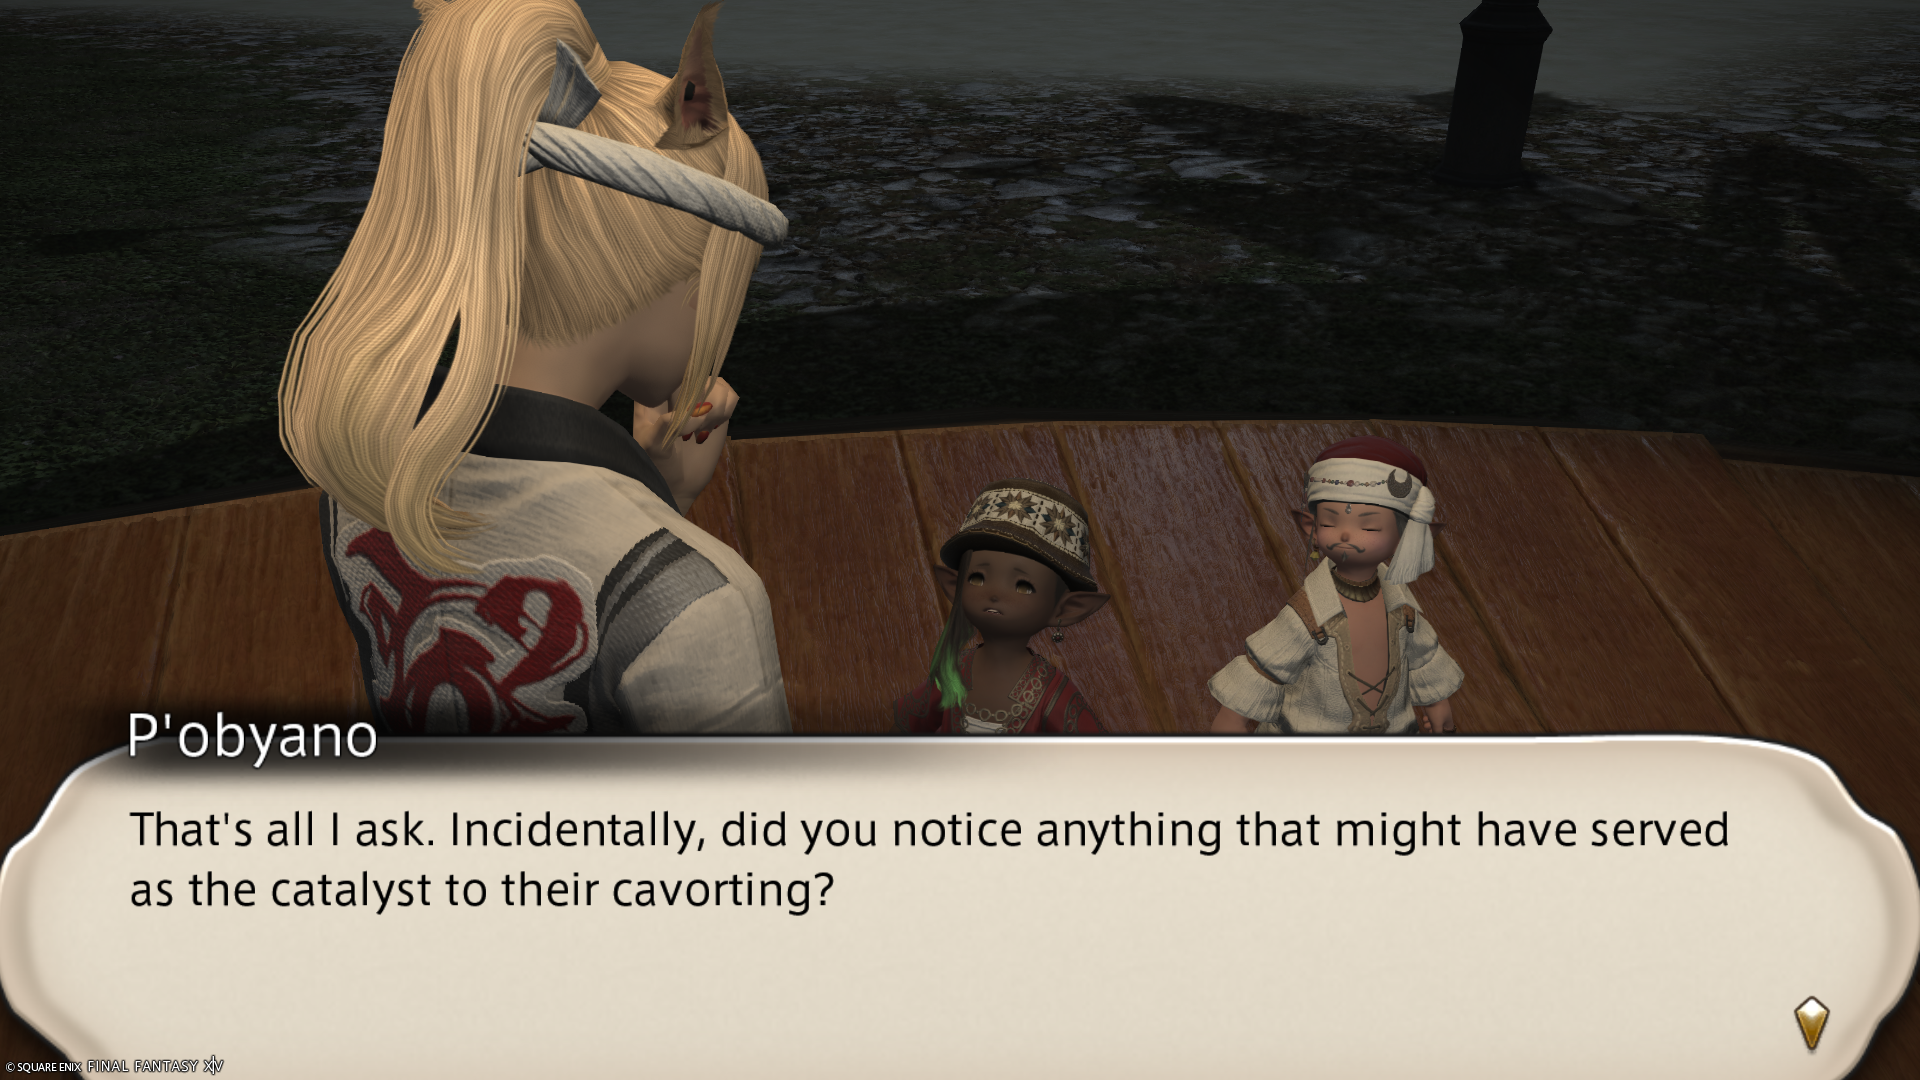 P'obyano
That's all I ask. Incidentally, did you notice anything that might have served
as the catalyst to their cavorting?
© SQUARE ENIX FINAL FANTASY XIV